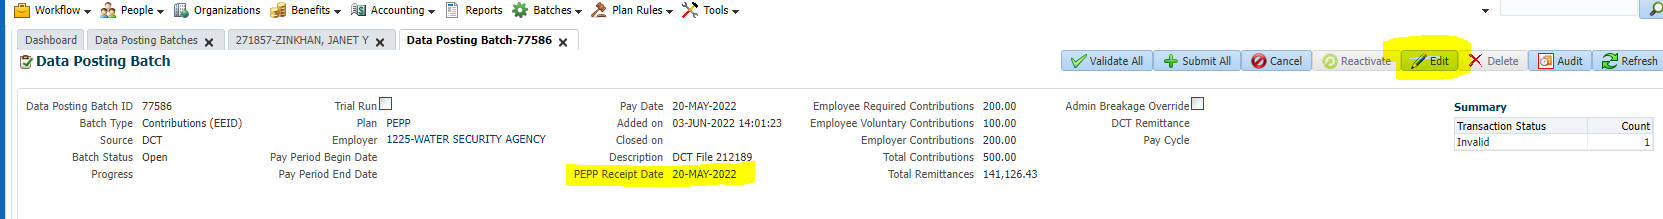 Workflow People Organizations Benefits Accounting Reports Batches Plan Rules Tools
Dashboard Data Posting Batches 271857-ZINKHAN, JANET Y Data Posting Batch-77586
Data Posting Batch Validate All Submit All Cancel Reactivate Edit Delete Audit Refresh
Data Posting Batch ID 77586 Trial Run Pay Date 20-MAY-2022 Employee Required Contributions 200.00 Admin Breakage Override Summary
Batch Type Contributions (EEID) Plan PEPP Added on 03-JUN-2022 14:01:23 Employee Voluntary Contributions 100.00 DCT Remittance Transaction Status Count
Source DCT Employer 1225-WATER SECURITY AGENCY Closed on Employer Contributions 200.00 Pay Cycle Invalid 1
Batch Status Open Pay Period Begin Date Description DCT File 212189 Total Contributions 500.00
Progress Pay Period End Date PEPP Receipt Date 20-MAY-2022 Total Remittances 141,126.43